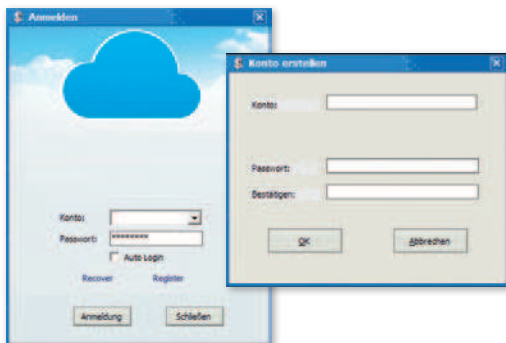 Anmelden
Konto:
Passwort: ********
Auto Login
Recover Register
Anmeldung Schließen
Konto erstellen
Konto:
Passwort:
Bestätigen:
OK Abbrechen